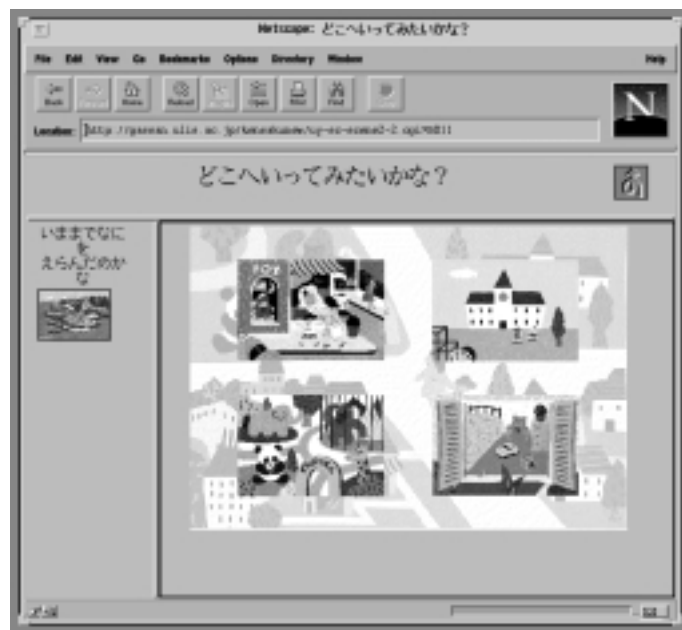 Netscape: どこへいってみたいかな?
File Edit View Go Bookmarks Options Directory Window Help
Back Home Reload Open Print Find
N
Location:
どこへいってみたいかな?
あ
いままでなに
を
えらんだのか
な